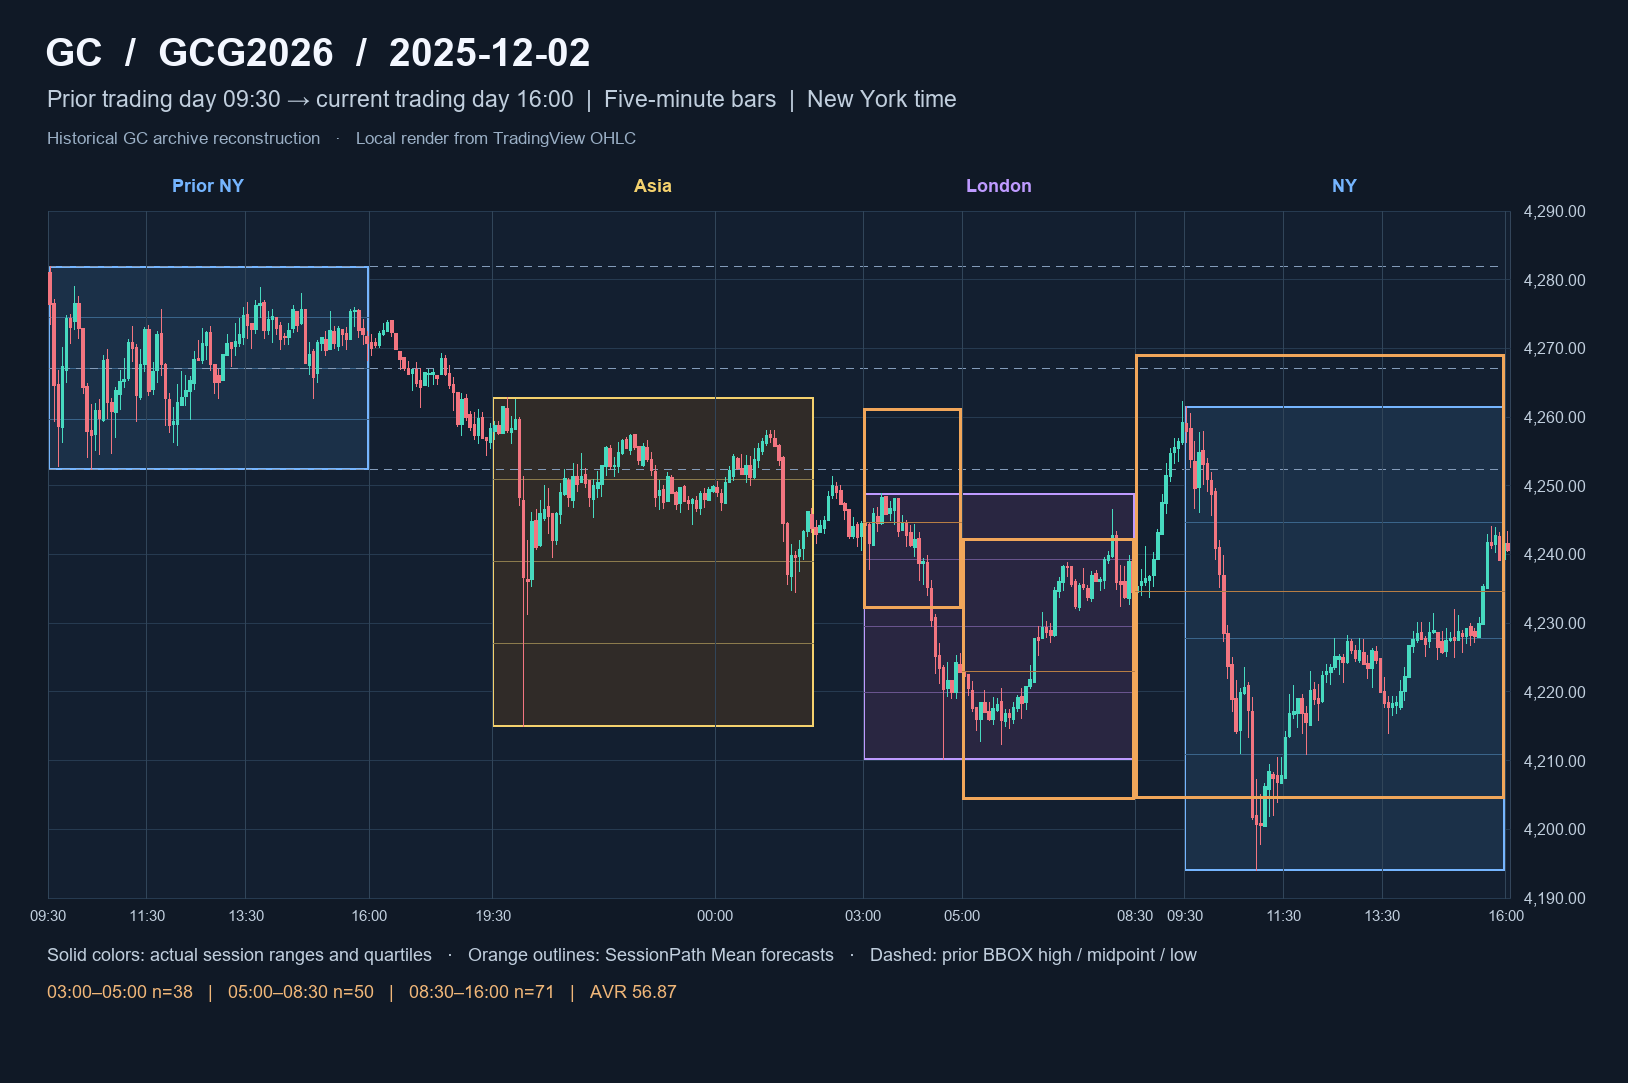 GC / GCG2026 / 2025-12-02
Prior trading day 09:30 → current trading day 16:00 | Five-minute bars | New York time
Historical GC archive reconstruction · Local render from TradingView OHLC
Prior NY Asia London NY
4,290.00
4,280.00
4,270.00
4,260.00
4,250.00
4,240.00
4,230.00
4,220.00
4,210.00
4,200.00
4,190.00
09:30 11:30 13:30 16:00 19:30 00:00 03:00 05:00 08:30 09:30 11:30 13:30 16:00
Solid colors: actual session ranges and quartiles · Orange outlines: SessionPath Mean forecasts · Dashed: prior BBOX high / midpoint / low
03:00–05:00 n=38 | 05:00–08:30 n=50 | 08:30–16:00 n=71 | AVR 56.87